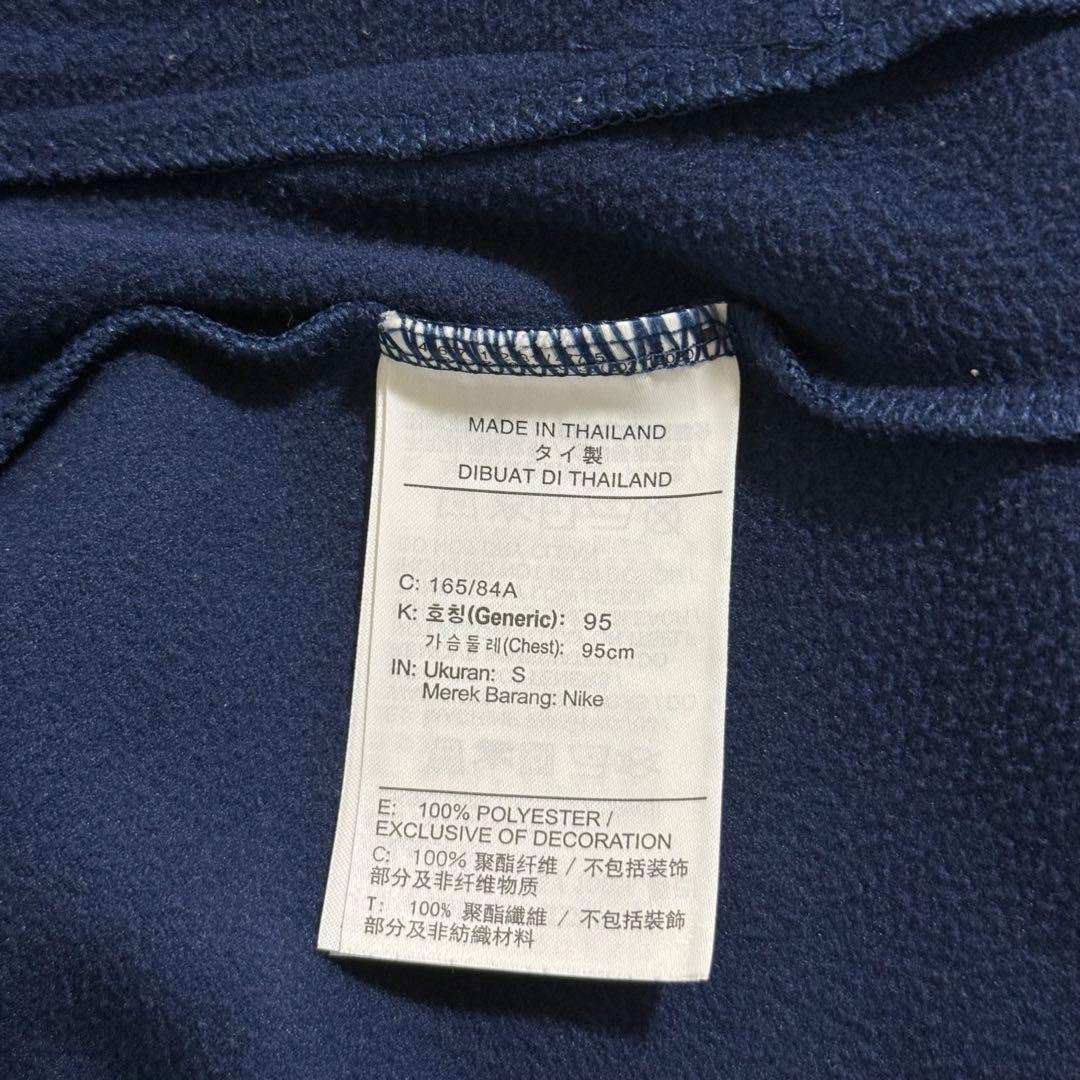 MADE IN THAILAND
タイ製
DIBUAT DI THAILAND
C: 165/84A
K: 호칭(Generic): 95
가슴둘레(Chest): 95cm
IN: Ukuran: S
Merek Barang: Nike
E: 100% POLYESTER /
EXCLUSIVE OF DECORATION
C: 100% 聚酯纤维 / 不包括装饰
部分及非纤维物质
T: 100% 聚酯纖維 / 不包括裝飾
部分及非紡織材料